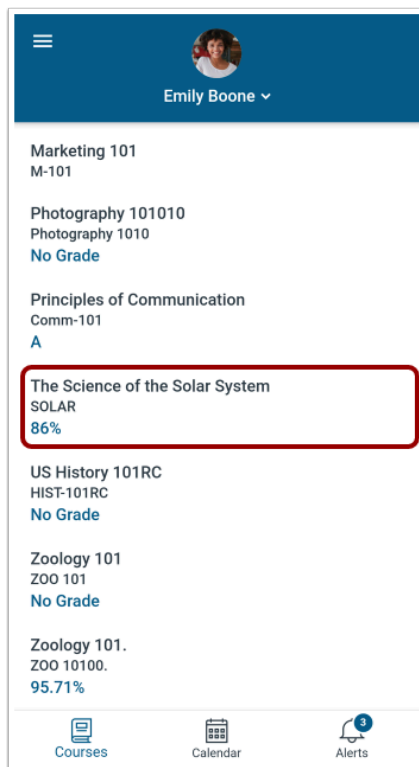 Emily Boone
Marketing 101
M-101
Photography 101010
Photography 1010
No Grade
Principles of Communication
Comm-101
A
The Science of the Solar System
SOLAR
86%
US History 101RC
HIST-101RC
No Grade
Zoology 101
ZOO 101
No Grade
Zoology 101.
ZOO 10100.
95.71%
3
Courses
Calendar
Alerts